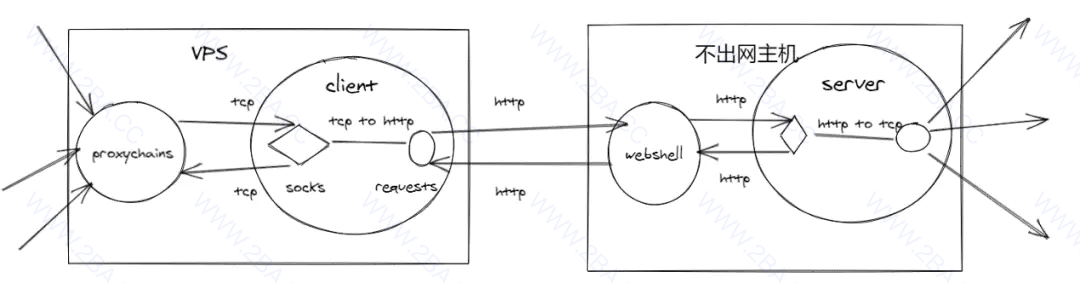 VPS
不出网主机
client
server
tcp
http
http
tcp to http
http to tcp
proxychains
webshell
tcp
socks
requests
http
http
WWW.2BA.CC